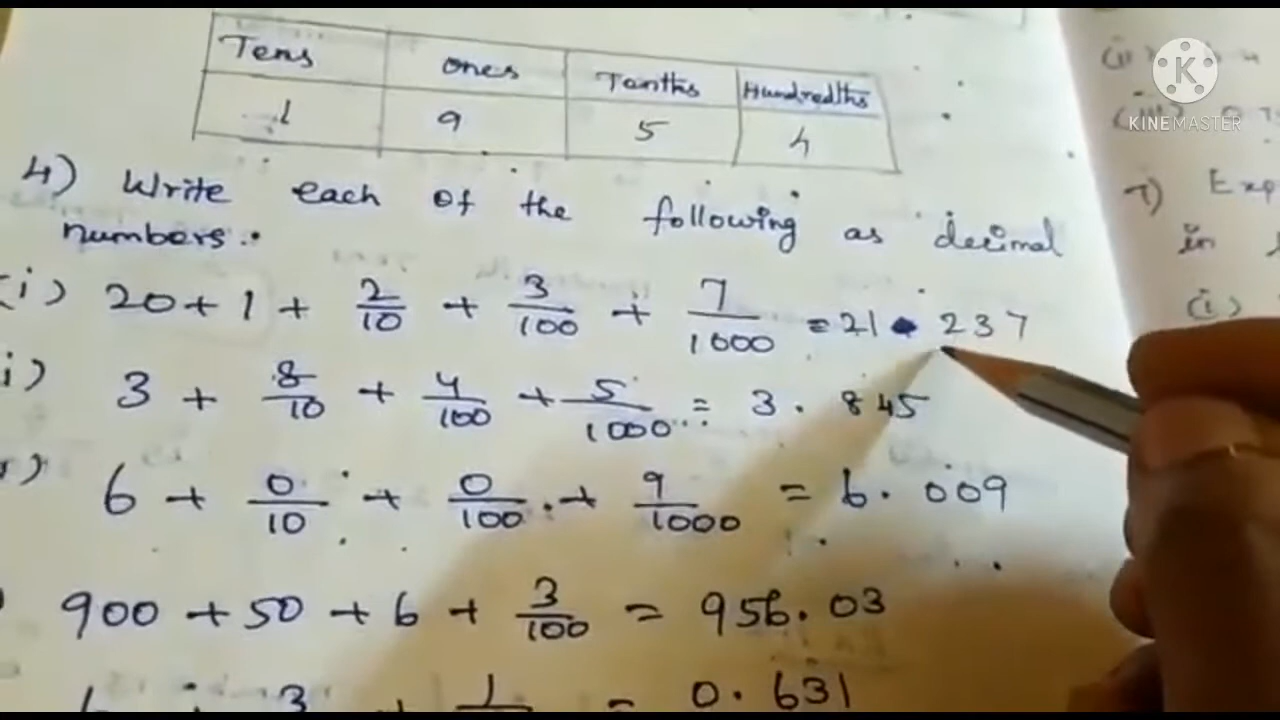 Tens ones Tanths Hundredths
1 9 5 4
4) Write each of the following as decimal
numbers.
(i) 20 + 1 + 2/10 + 3/100 + 7/1000 = 21 . 237
i) 3 + 8/10 + 4/100 + 5/1000 = 3 . 845
6 + 0/10 + 0/100 + 9/1000 = 6 . 009
900 + 50 + 6 + 3/100 = 956.03
3 + 1 = 0.631
7) Exp
in
(i)
K
KINEMASTER